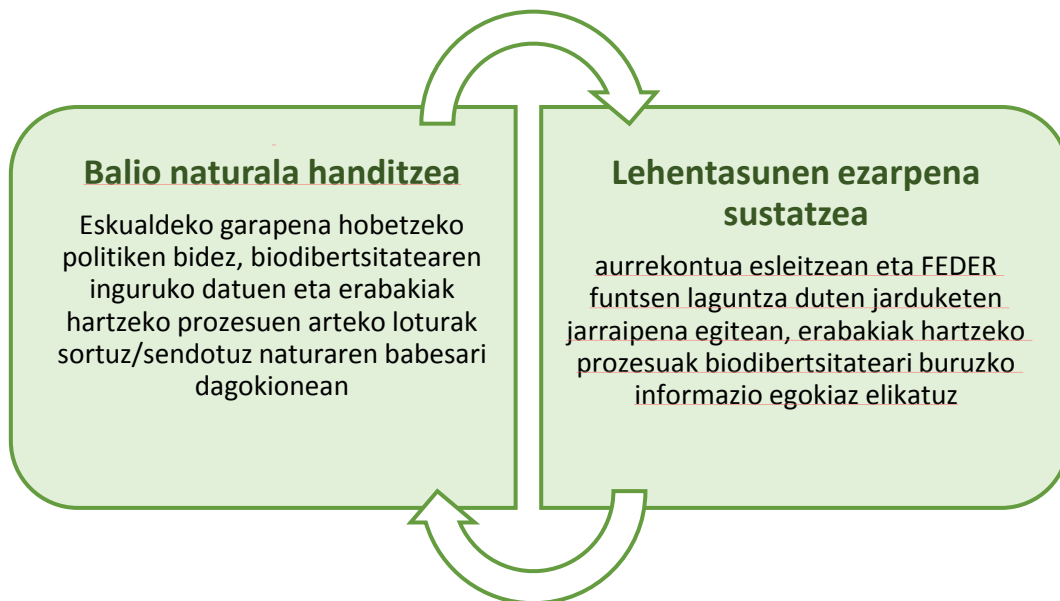 Balio naturala handitzea
Eskualdeko garapena hobetzeko
politiken bidez, biodibertsitatearen
inguruko datuen eta erabakiak
hartzeko prozesuen arteko loturak
sortuz/sendotuz naturaren babesari
dagokionean
Lehentasunen ezarpena
sustatzea
aurrekontua esleitzean eta FEDER
funtsen laguntza duten jarduketen
jarraipena egitean, erabakiak hartzeko
prozesuak biodibertsitateari buruzko
informazio egokiaz elikatuz